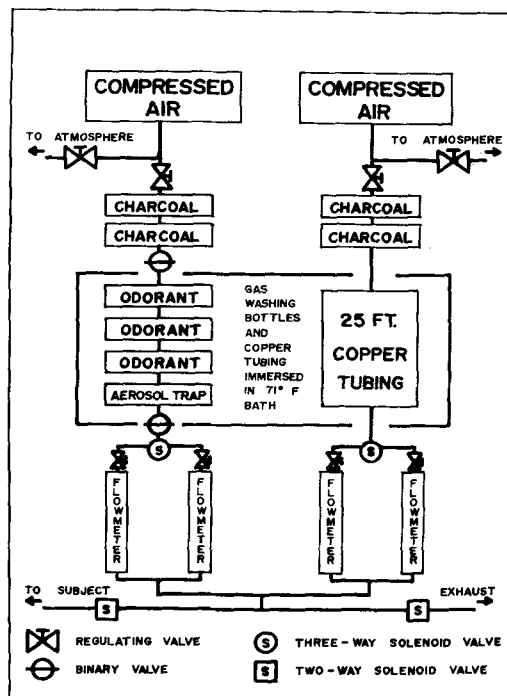 COMPRESSED
AIR
COMPRESSED
AIR
TO ATMOSPHERE
TO ATMOSPHERE
CHARCOAL
CHARCOAL
CHARCOAL
CHARCOAL
ODORANT
ODORANT
ODORANT
AEROSOL TRAP
GAS
WASHING
BOTTLES
AND
COPPER
TUBING
IMMERSED
IN 71° F
BATH
25 FT.
COPPER
TUBING
S
S
FLOWMETER
FLOWMETER
FLOWMETER
FLOWMETER
TO SUBJECT
EXHAUST
S
S
REGULATING VALVE
S THREE-WAY SOLENOID VALVE
BINARY VALVE
S TWO-WAY SOLENOID VALVE